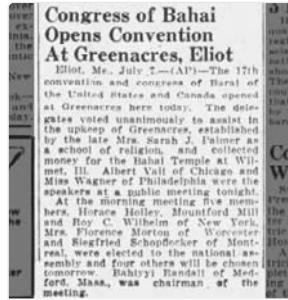 Congress of Bahai
Opens Convention
At Greenacres, Eliot
Eliot, Me., July 7.—(AP)—The 17th
convention and congress of Barat of
the United States and Canada opened
at Greenacres here today. The dele-
gates voted unanimously to assist in
the upkeep of Greenacres, established
by the late Mrs. Sarah J. Faimer as
a school of religion, and collected
money for the Bahai Temple at Wil-
met, Ill. Albert Vail of Chicago and
Miss Wagner of Philadelphia were the
speakers at a public meeting tonight.
At the morning meeting five mem-
bers, Horace Holley, Mountford Mill
and Roy C. Wilhelm of New York,
Mrs. Florence Morton of Worcester
and Siegfried Schopflocker of Mont-
real, were elected to the national as-
sembly and four others will be chosen
tomorrow. Bahiyyi Randall of Med-
ford, Mass., was chairman of the
meeting.